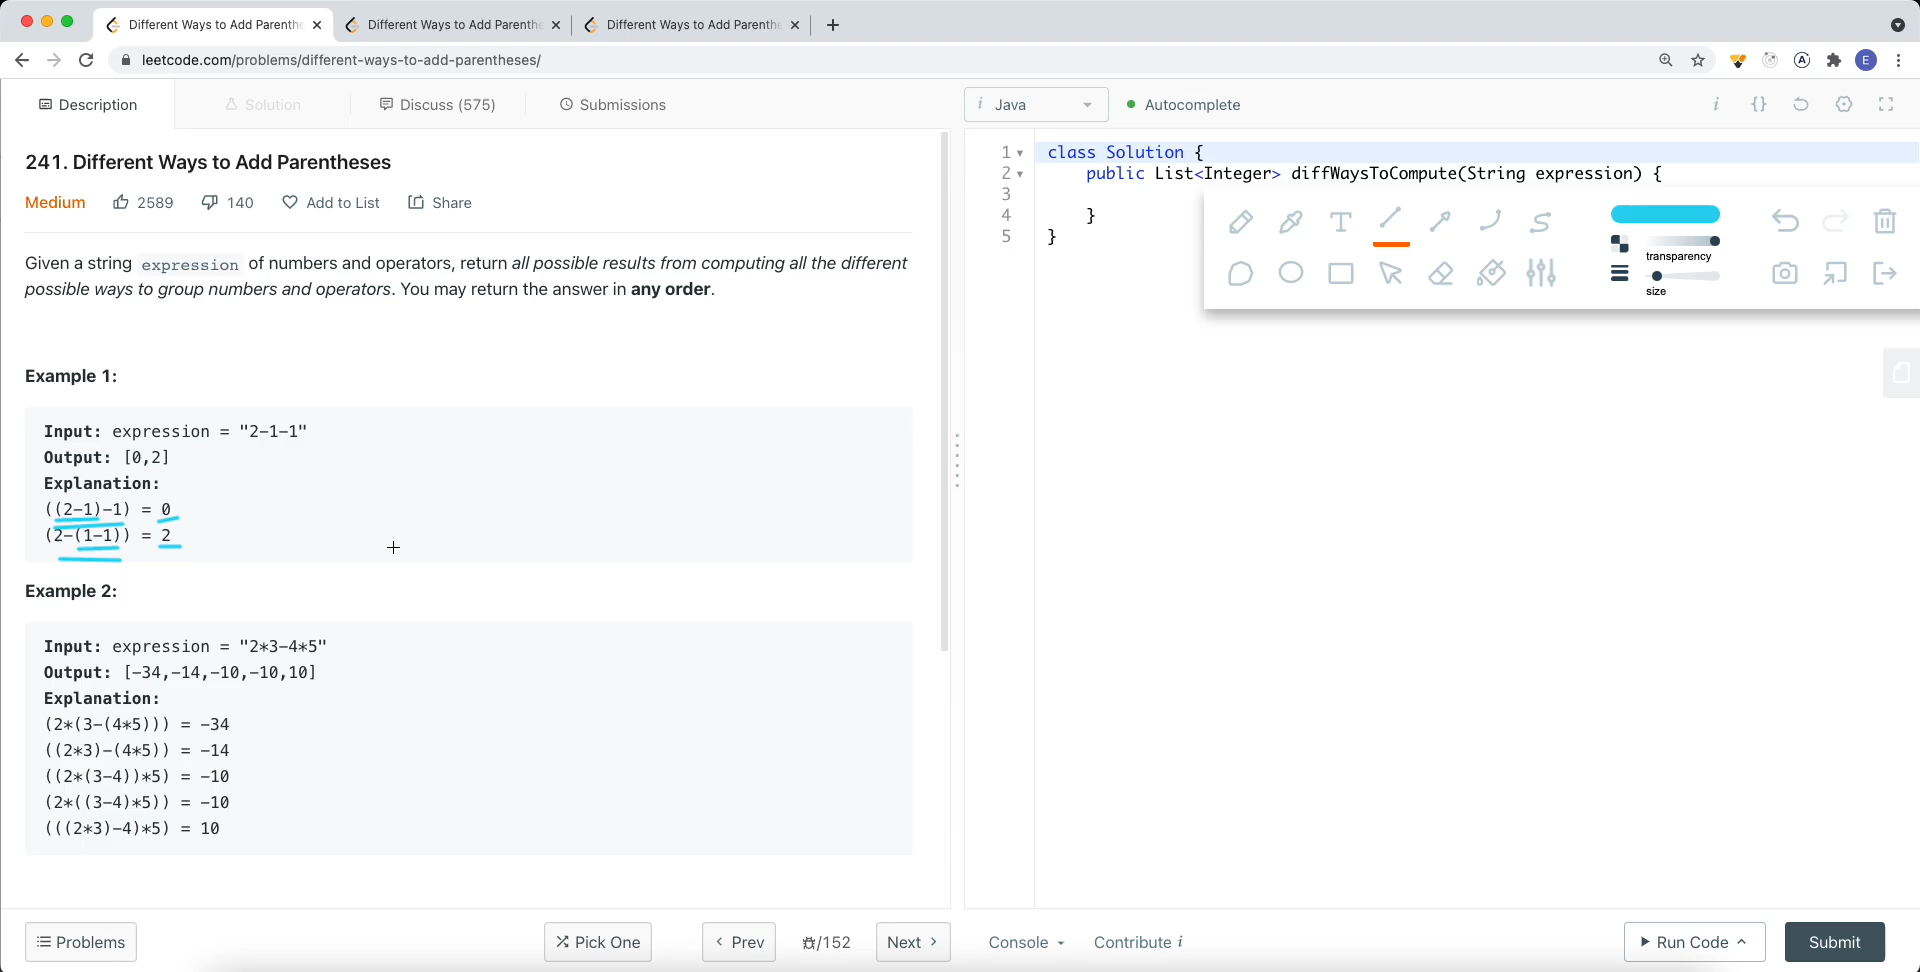 Different Ways to Add Parenthe
Different Ways to Add Parenthe
Different Ways to Add Parenthe
leetcode.com/problems/different-ways-to-add-parentheses/
E
Description
Solution
Discuss (575)
Submissions
i Java
Autocomplete
i {}
241. Different Ways to Add Parentheses
Medium 2589 140 Add to List Share
Given a string expression of numbers and operators, return all possible results from computing all the different
possible ways to group numbers and operators. You may return the answer in any order.
Example 1:
Input: expression = "2-1-1"
Output: [0,2]
Explanation:
((2-1)-1) = 0
(2-(1-1)) = 2
Example 2:
Input: expression = "2*3-4*5"
Output: [-34,-14,-10,-10,10]
Explanation:
(2*(3-(4*5))) = -34
((2*3)-(4*5)) = -14
((2*(3-4))*5) = -10
(2*((3-4)*5)) = -10
(((2*3)-4)*5) = 10
1 class Solution {
2 public List<Integer> diffWaysToCompute(String expression) {
3
4 }
5 }
transparency
size
Problems
Pick One
Prev
/152
Next
Console
Contribute i
Run Code
Submit